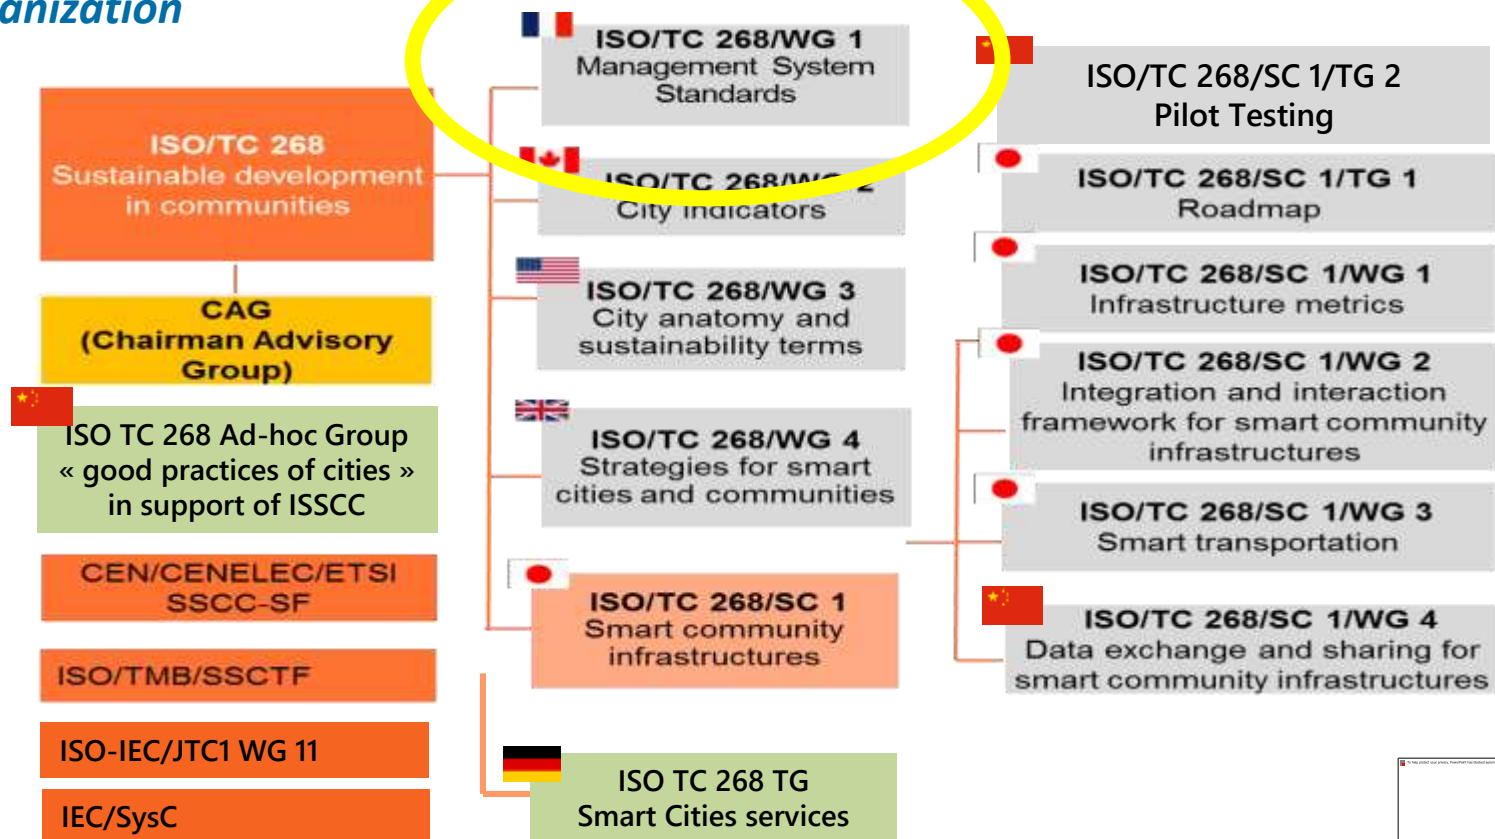 anization
ISO/TC 268
Sustainable development
in communities
CAG
(Chairman Advisory
Group)
ISO TC 268 Ad-hoc Group
« good practices of cities »
in support of ISSCC
CEN/CENELEC/ETSI
SSCC-SF
ISO/TMB/SSCTF
ISO-IEC/JTC1 WG 11
IEC/SysC
ISO/TC 268/WG 1
Management System
Standards
ISO/TC 268/WG 2
City indicators
ISO/TC 268/WG 3
City anatomy and
sustainability terms
ISO/TC 268/WG 4
Strategies for smart
cities and communities
ISO/TC 268/SC 1
Smart community
infrastructures
ISO TC 268 TG
Smart Cities services
ISO/TC 268/SC 1/TG 2
Pilot Testing
ISO/TC 268/SC 1/TG 1
Roadmap
ISO/TC 268/SC 1/WG 1
Infrastructure metrics
ISO/TC 268/SC 1/WG 2
Integration and interaction
framework for smart community
infrastructures
ISO/TC 268/SC 1/WG 3
Smart transportation
ISO/TC 268/SC 1/WG 4
Data exchange and sharing for
smart community infrastructures